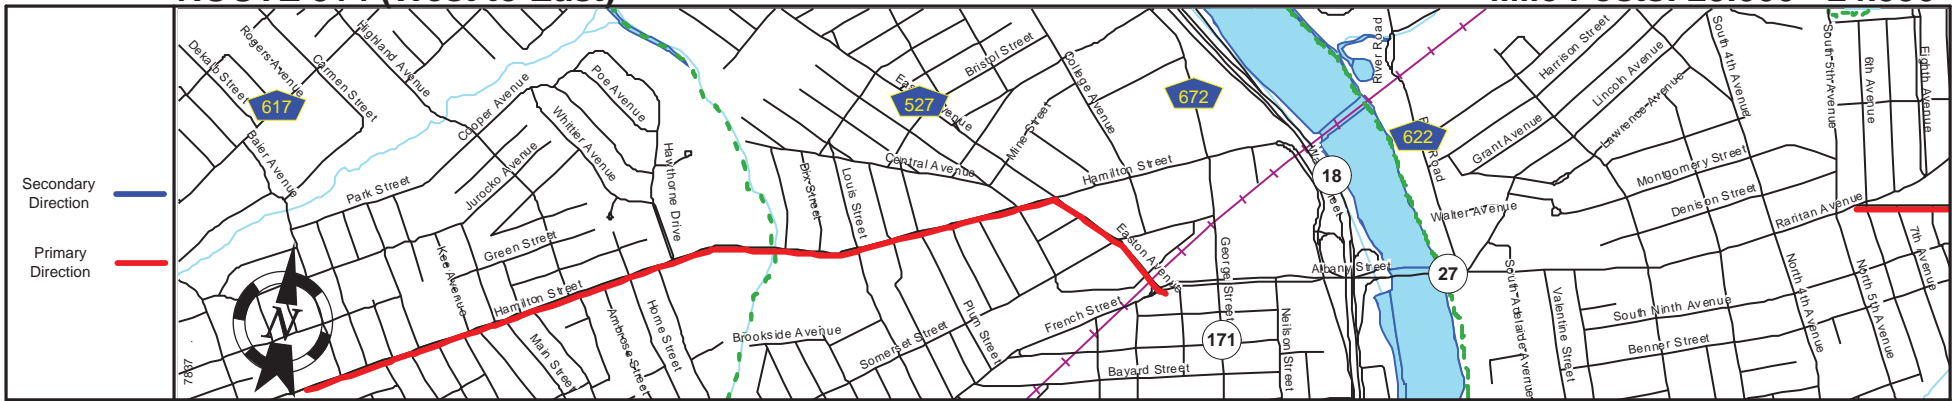 Secondary
Direction
Primary
Direction
Dekalb Street
Rogers Avenue
Carmen Street
Highland Avenue
617
Baier Avenue
Park Street
Cooper Avenue
Jurocko Avenue
Whittier Avenue
Poe Avenue
Hawthorne Drive
Kee Avenue
Green Street
Hamilton Street
Main Street
Ambrose Street
Home Street
N
7837
Brookside Avenue
Dix Street
Louis Street
Central Avenue
527
Bristol Street
Mine Street
College Avenue
Hamilton Street
672
Easton Avenue
Somerset Street
Plum Street
French Street
Bayard Street
George Street
171
Neilson Street
Albany Street
18
27
River Road
622
Harrison Street
Lincoln Avenue
Lawrence Avenue
Grant Avenue
Walter Avenue
Montgomery Street
Denison Street
Raritan Avenue
South 4th Avenue
South 5th Avenue
6th Avenue
Eighth Avenue
7th Avenue
North 4th Avenue
North 5th Avenue
South Adelaide Avenue
Valentine Street
South Ninth Avenue
Benner Street